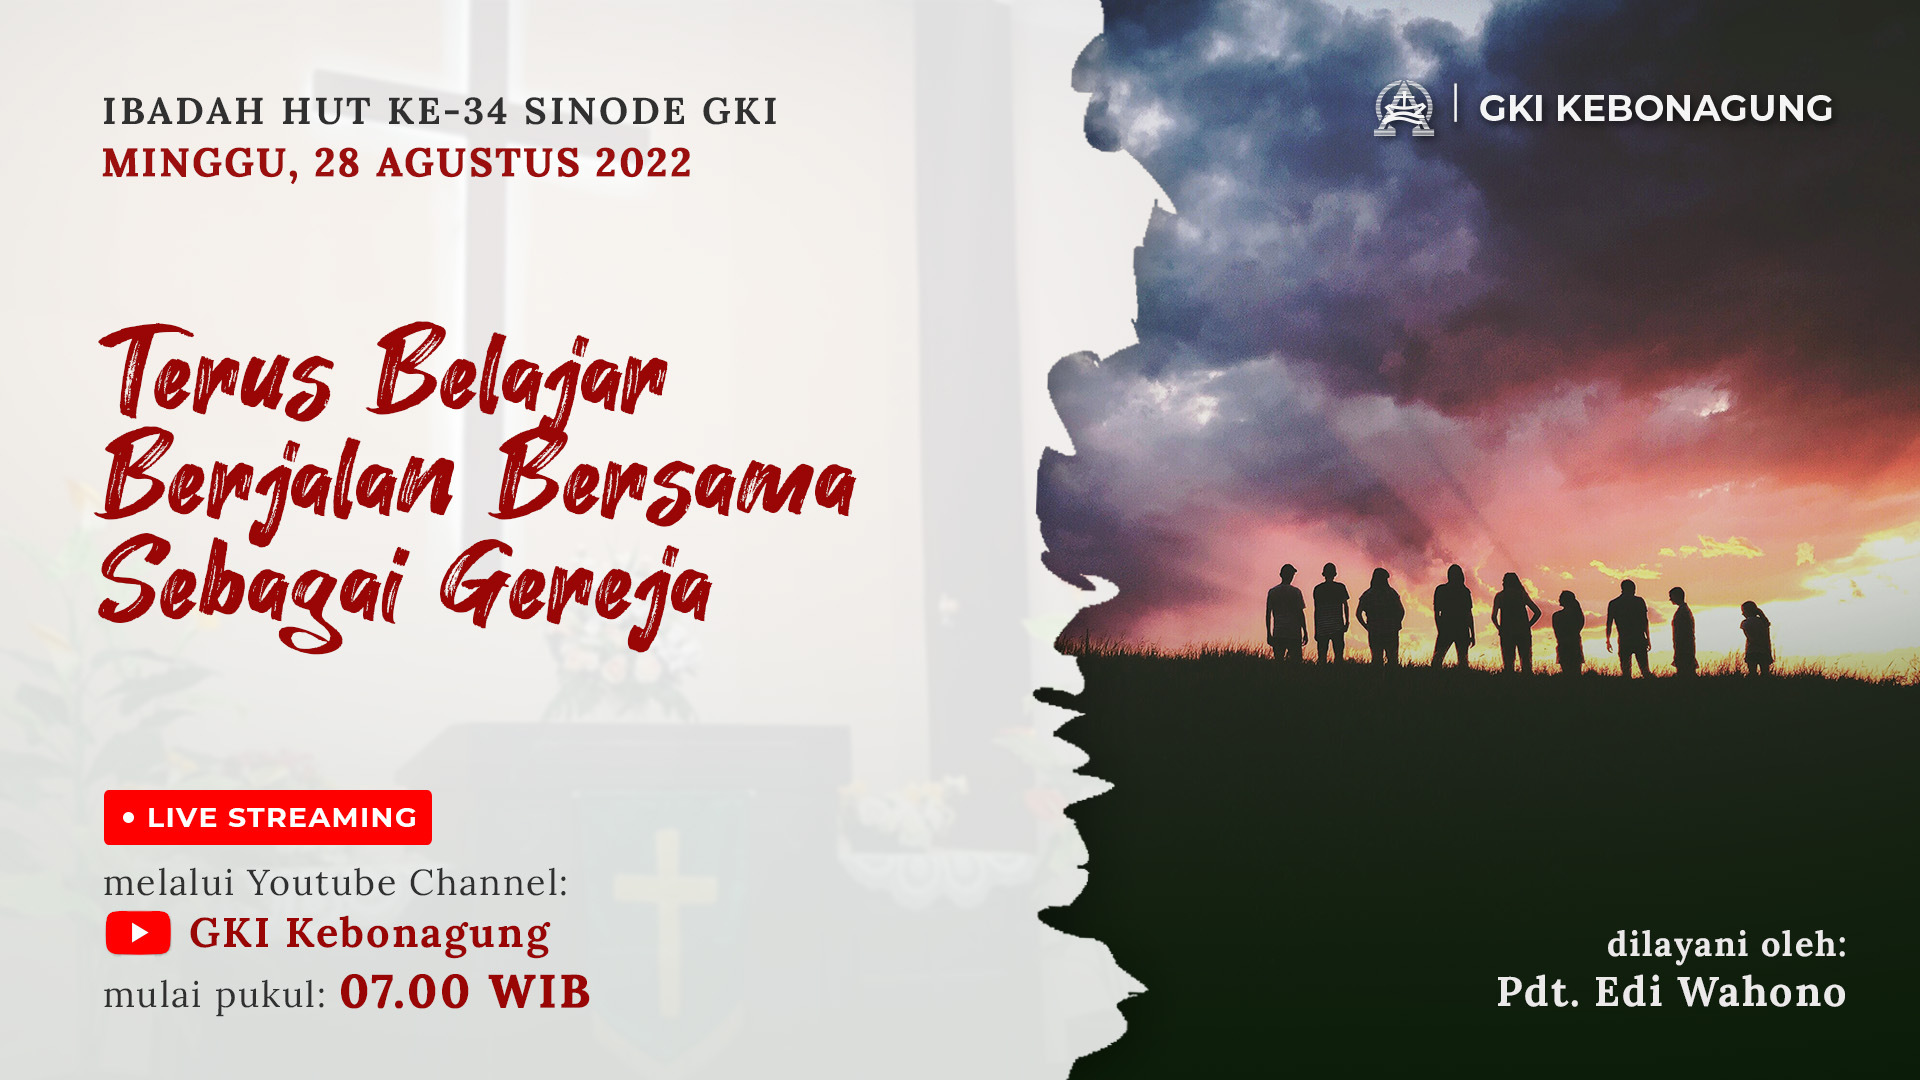 IBADAH HUT KE-34 SINODE GKI
MINGGU, 28 AGUSTUS 2022
GKI KEBONAGUNG
Terus Belajar
Berjalan Bersama
Sebagai Gereja
• LIVE STREAMING
melalui Youtube Channel:
GKI Kebonagung
mulai pukul: 07.00 WIB
dilayani oleh:
Pdt. Edi Wahono